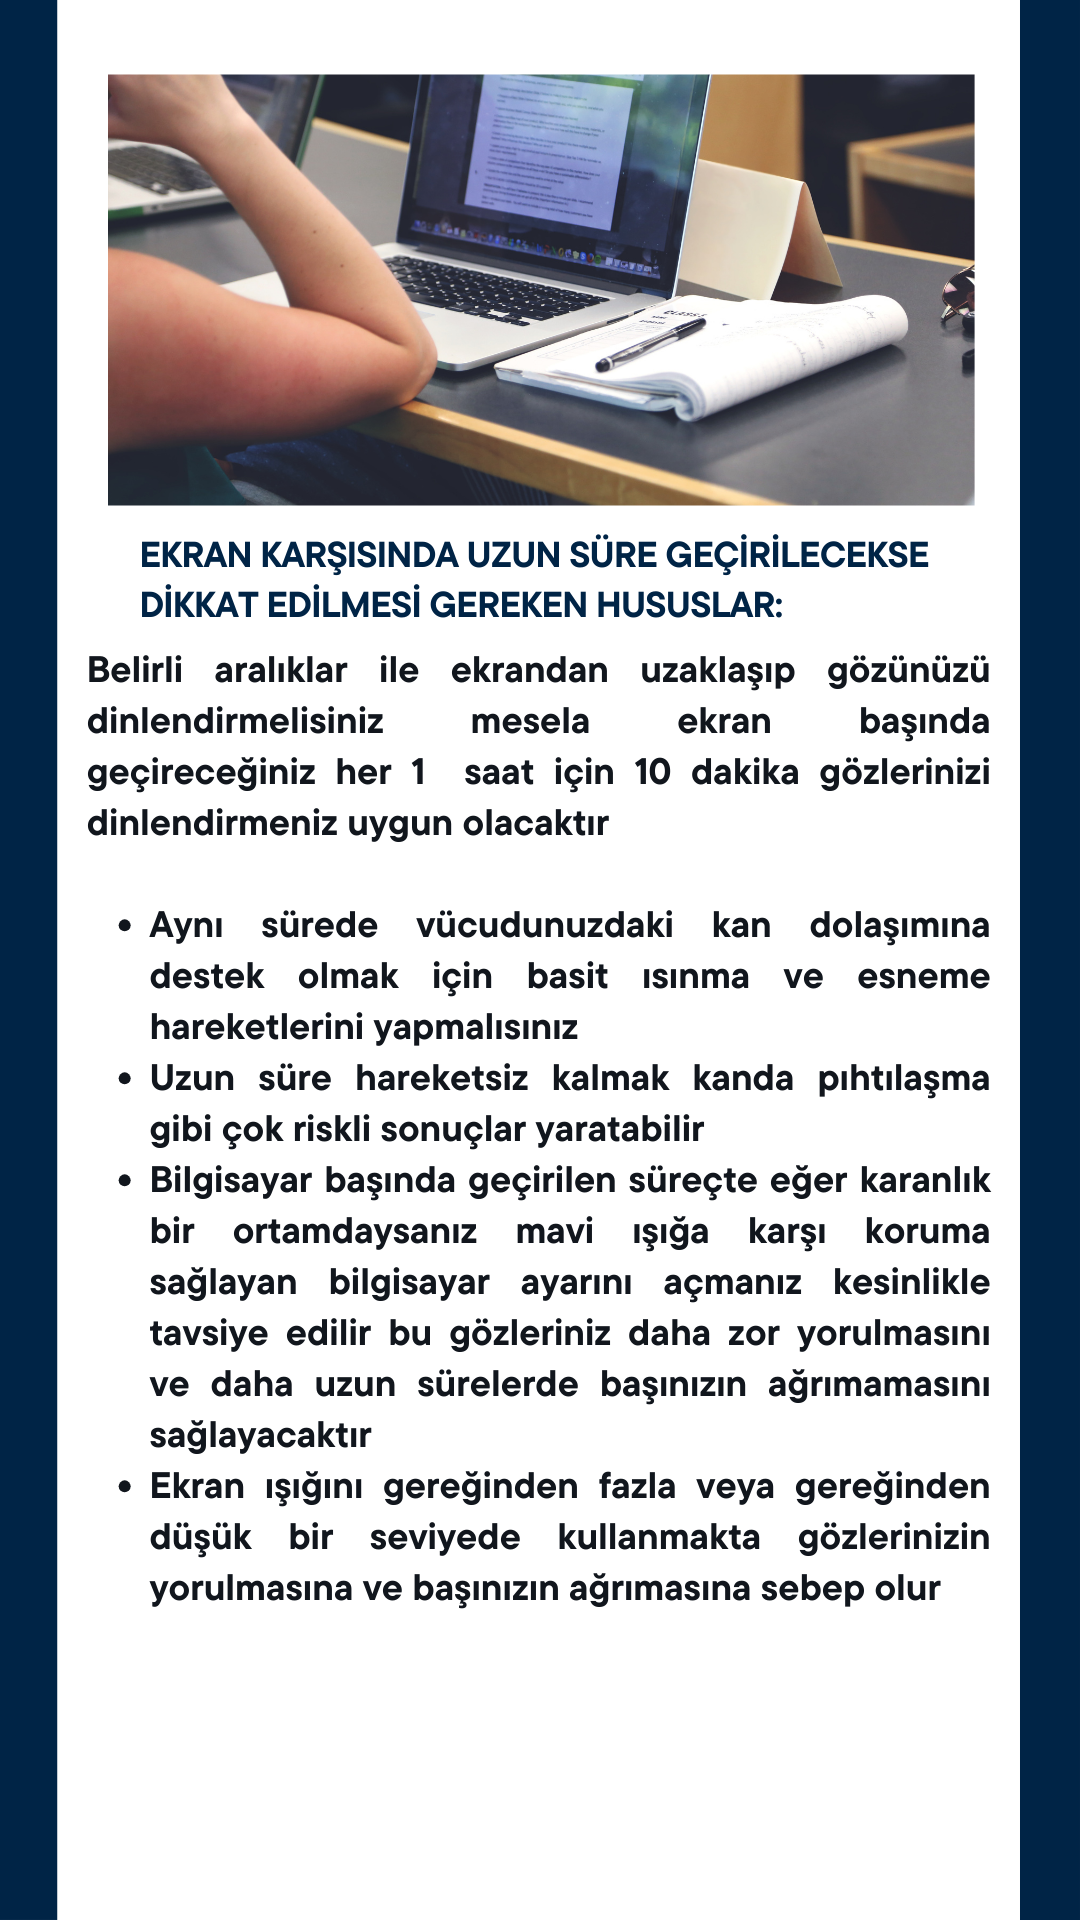 EKRAN KARŞISINDA UZUN SÜRE GEÇİRİLECEKSE
DİKKAT EDİLMESİ GEREKEN HUSUSLAR:
Belirli aralıklar ile ekrandan uzaklaşıp gözünüzü
dinlendirmelisiniz mesela ekran başında
geçireceğiniz her 1 saat için 10 dakika gözlerinizi
dinlendirmeniz uygun olacaktır
• Aynı sürede vücudunuzdaki kan dolaşımına
destek olmak için basit ısınma ve esneme
hareketlerini yapmalısınız
• Uzun süre hareketsiz kalmak kanda pıhtılaşma
gibi çok riskli sonuçlar yaratabilir
• Bilgisayar başında geçirilen süreçte eğer karanlık
bir ortamdaysanız mavi ışığa karşı koruma
sağlayan bilgisayar ayarını açmanız kesinlikle
tavsiye edilir bu gözleriniz daha zor yorulmasını
ve daha uzun sürelerde başınızın ağrımamasını
sağlayacaktır
• Ekran ışığını gereğinden fazla veya gereğinden
düşük bir seviyede kullanmakta gözlerinizin
yorulmasına ve başınızın ağrımasına sebep olur